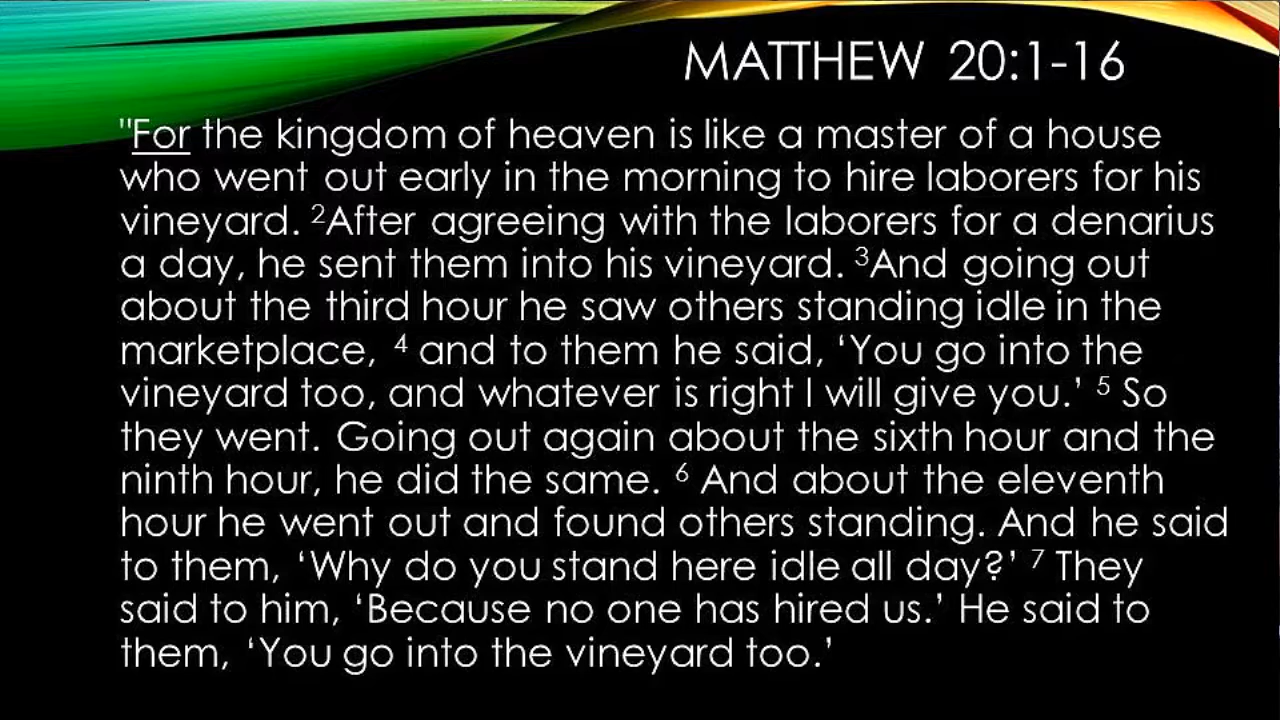 MATTHEW 20:1-16
"For the kingdom of heaven is like a master of a house
who went out early in the morning to hire laborers for his
vineyard. ²After agreeing with the laborers for a denarius
a day, he sent them into his vineyard. ³And going out
about the third hour he saw others standing idle in the
marketplace, ⁴ and to them he said, ‘You go into the
vineyard too, and whatever is right I will give you.’ ⁵ So
they went. Going out again about the sixth hour and the
ninth hour, he did the same. ⁶ And about the eleventh
hour he went out and found others standing. And he said
to them, ‘Why do you stand here idle all day?’ ⁷ They
said to him, ‘Because no one has hired us.’ He said to
them, ‘You go into the vineyard too.’